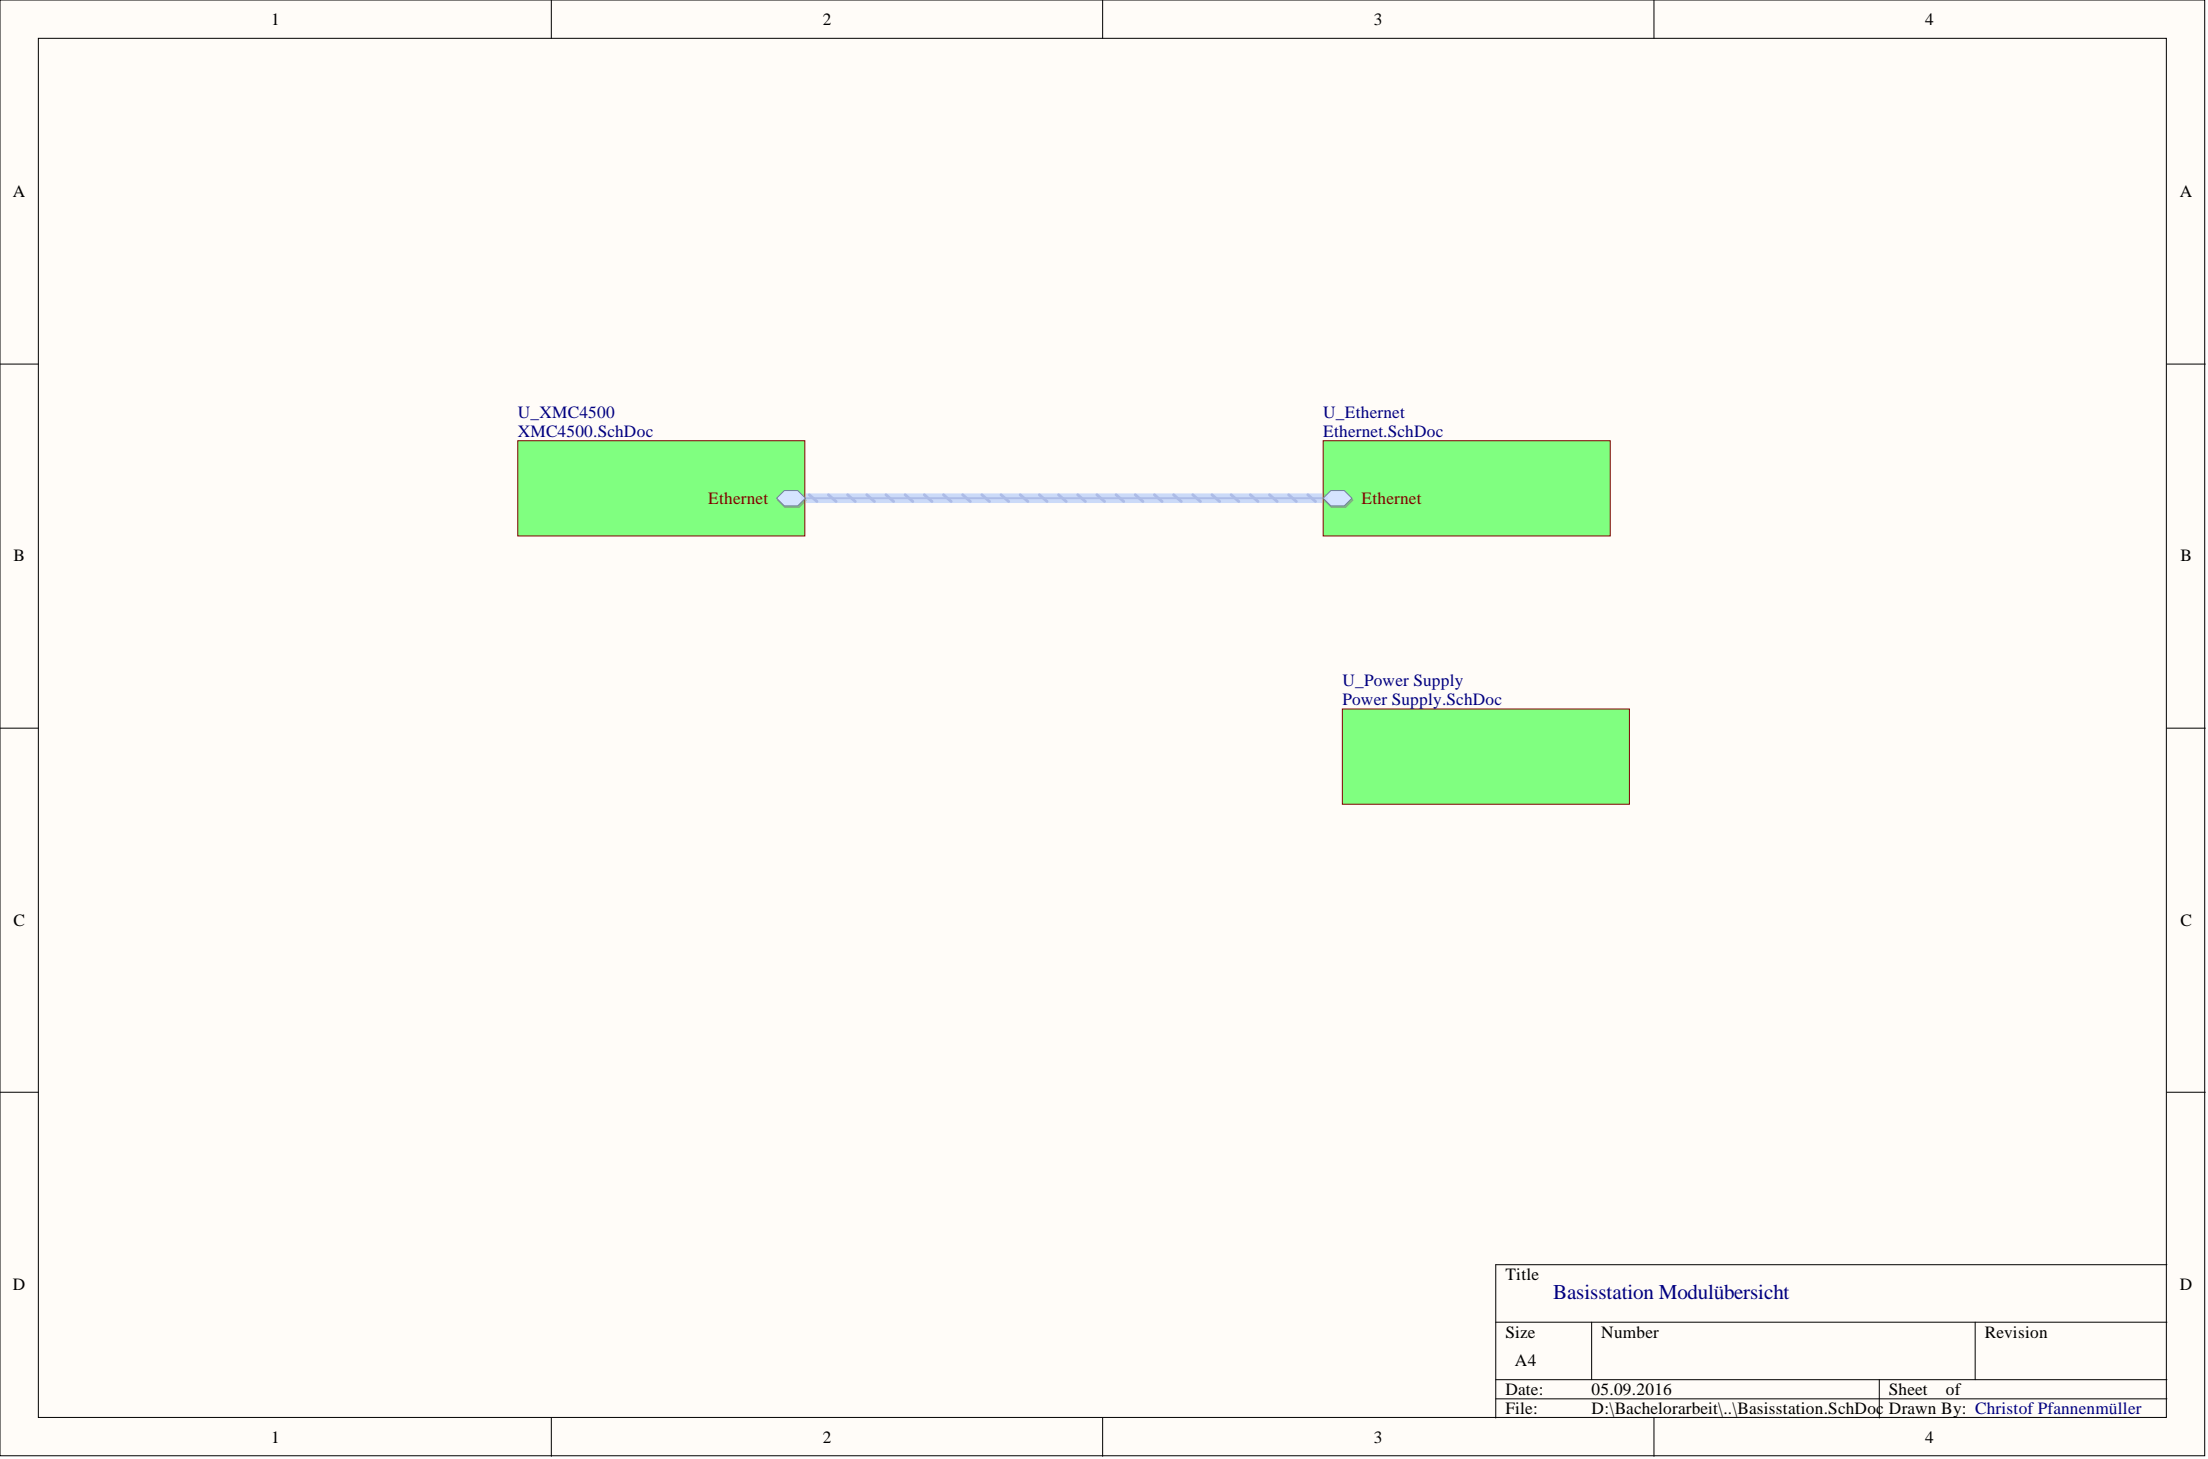 1 2 3 4
A A
U_XMC4500
XMC4500.SchDoc
Ethernet
U_Ethernet
Ethernet.SchDoc
Ethernet
B B
U_Power Supply
Power Supply.SchDoc
C C
D D
Title
Basisstation Modulübersicht
Size Number Revision
A4
Date: 05.09.2016 Sheet of
File: D:\Bachelorarbeit\..\Basisstation.SchDoc Drawn By: Christof Pfannenmüller
1 2 3 4